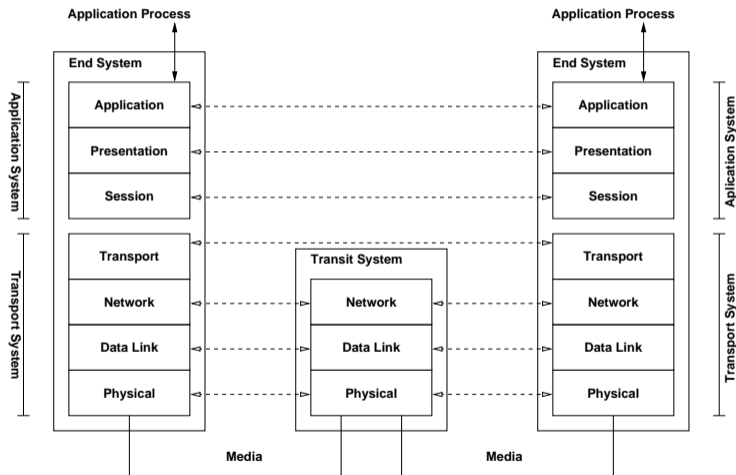 Application Process
Application Process
End System
End System
Application System
Application
Presentation
Session
Application
Presentation
Session
Aplication System
Transport System
Transport
Network
Data Link
Physical
Transit System
Network
Data Link
Physical
Transport
Network
Data Link
Physical
Transport System
Media
Media